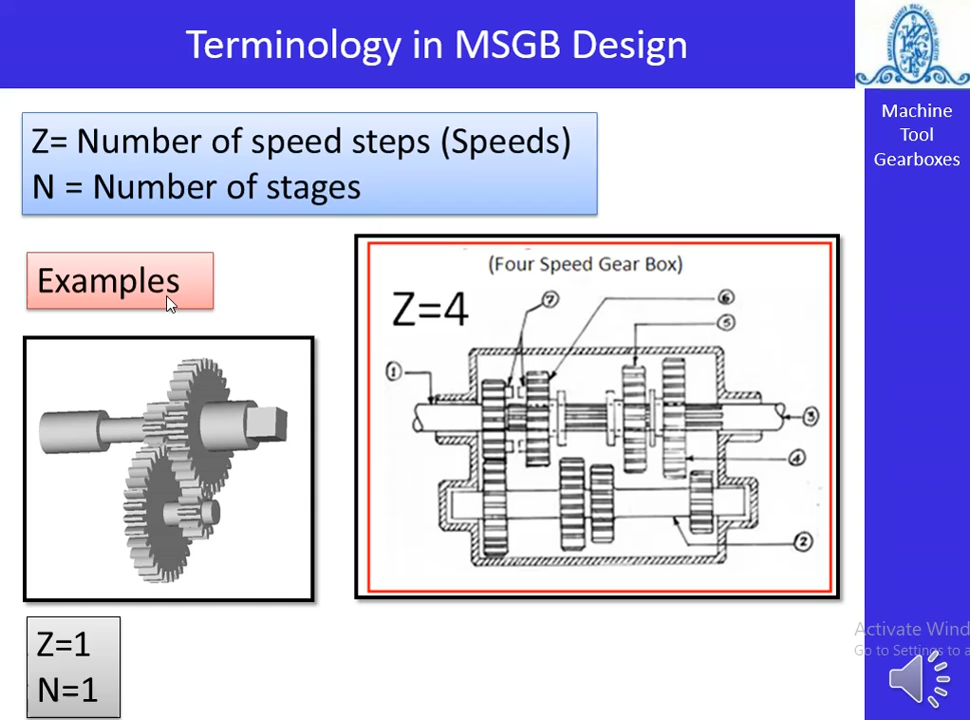 Terminology in MSGB Design
Machine
Tool
Gearboxes
Z= Number of speed steps (Speeds)
N = Number of stages
Examples
(Four Speed Gear Box)
Z=4
7
6
5
1
3
4
2
Z=1
N=1
Activate Wind
Go to Settings to a